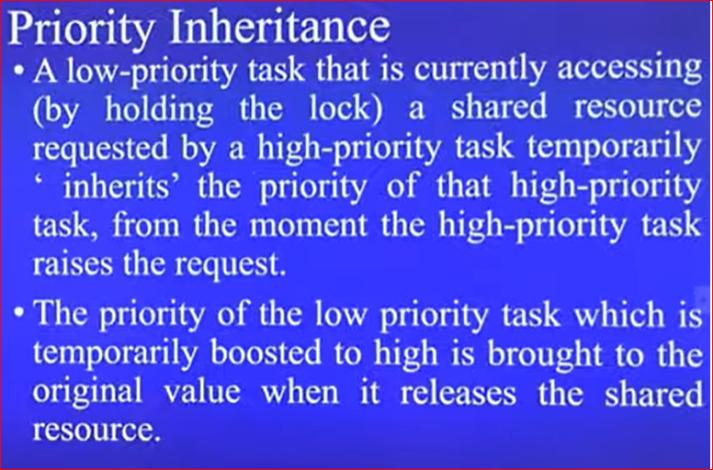 Priority Inheritance
• A low-priority task that is currently accessing
(by holding the lock) a shared resource
requested by a high-priority task temporarily
‘ inherits’ the priority of that high-priority
task, from the moment the high-priority task
raises the request.
• The priority of the low priority task which is
temporarily boosted to high is brought to the
original value when it releases the shared
resource.